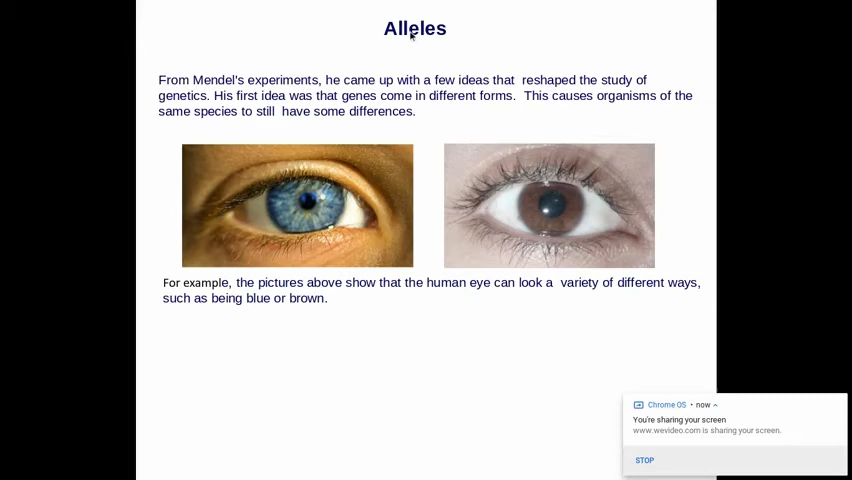 Alleles
From Mendel's experiments, he came up with a few ideas that reshaped the study of
genetics. His first idea was that genes come in different forms. This causes organisms of the
same species to still have some differences.
For example, the pictures above show that the human eye can look a variety of different ways,
such as being blue or brown.
Chrome OS • now
You're sharing your screen
www.wevideo.com is sharing your screen.
STOP